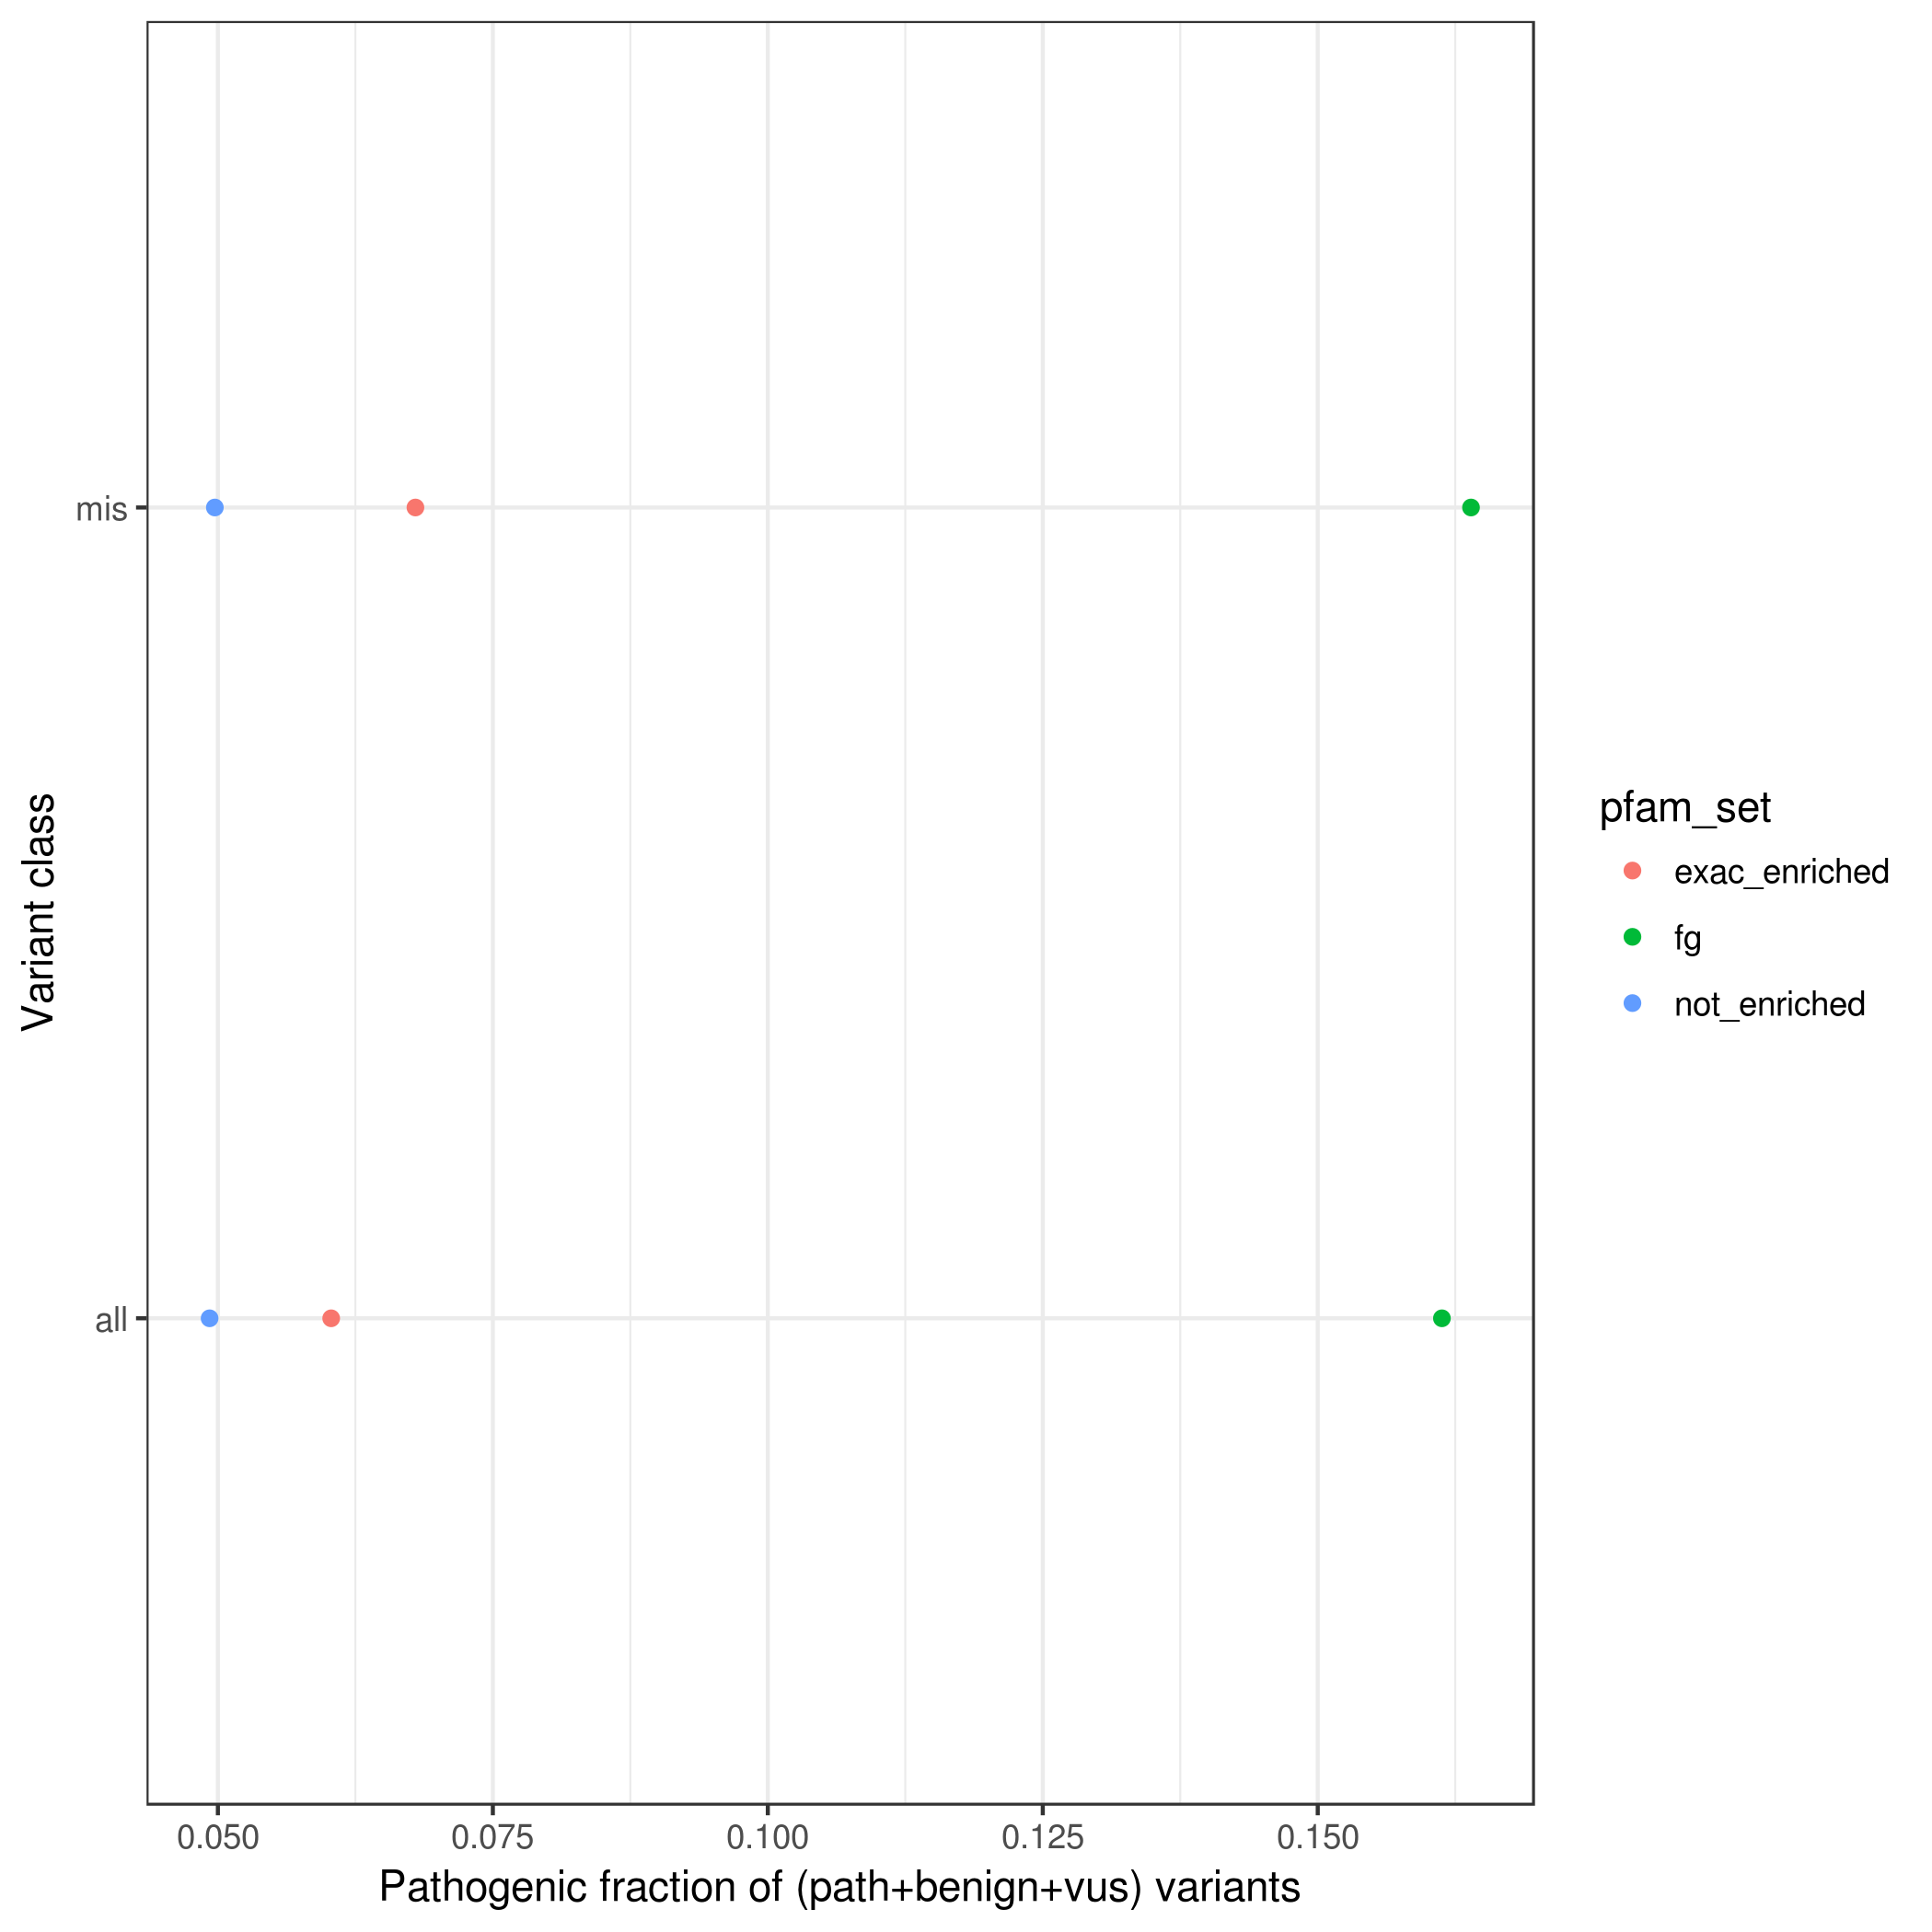 Variant class
mis
all
0.050 0.075 0.100 0.125 0.150
Pathogenic fraction of (path+benign+vus) variants
pfam_set
exac_enriched
fg
not_enriched